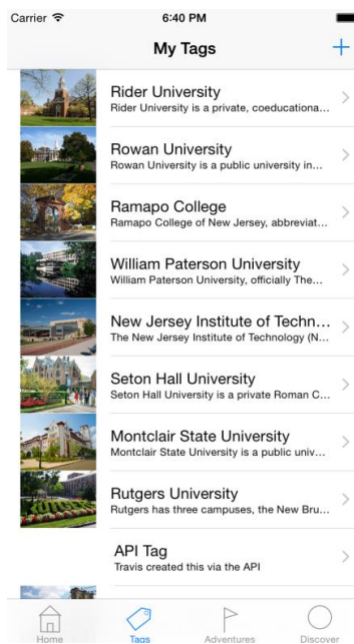 Carrier 6:40 PM
My Tags +
Rider University
Rider University is a private, coeducationa...
Rowan University
Rowan University is a public university in...
Ramapo College
Ramapo College of New Jersey, abbreviat...
William Paterson University
William Paterson University, officially The...
New Jersey Institute of Techn...
The New Jersey Institute of Technology (N...
Seton Hall University
Seton Hall University is a private Roman C...
Montclair State University
Montclair State University is a public univ...
Rutgers University
Rutgers has three campuses, the New Bru...
API Tag
Travis created this via the API
Home Tags Adventures Discover